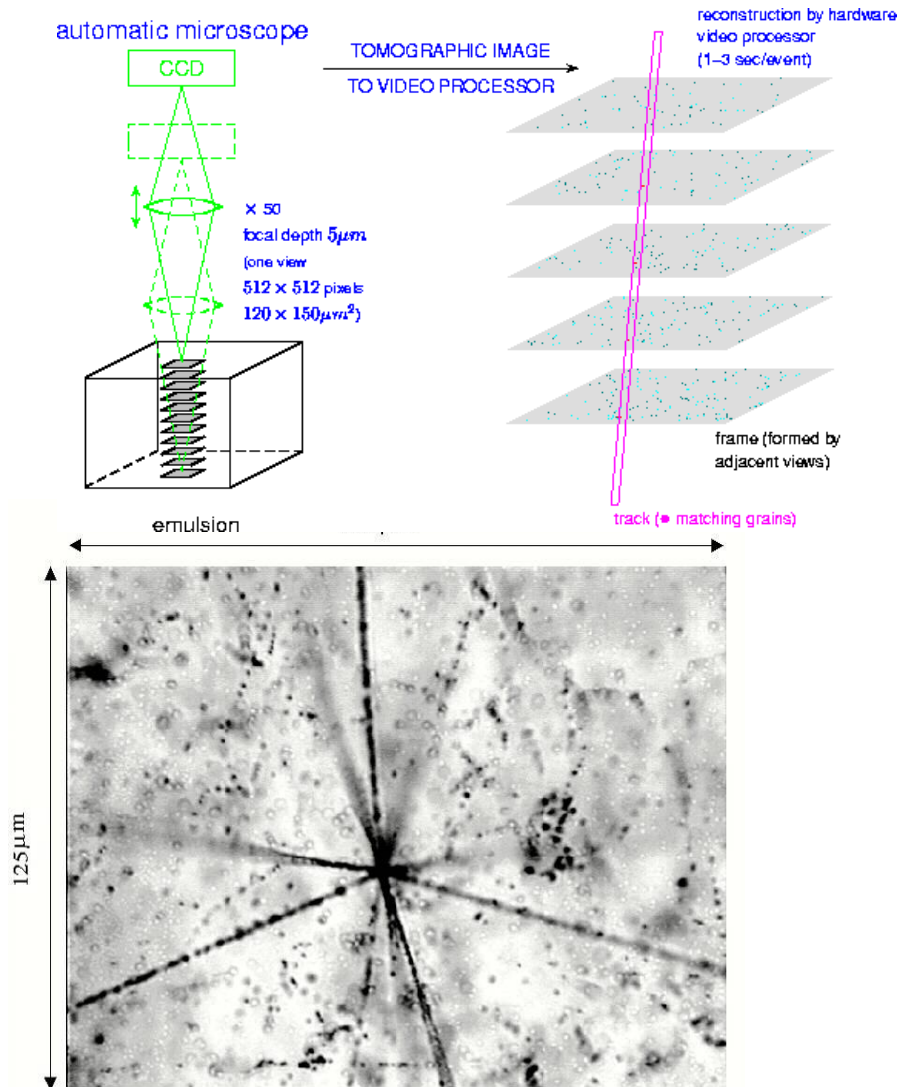 automatic microscope
CCD
× 50
focal depth 5μm
(one view
512 × 512 pixels
120 × 150μm²)
emulsion
TOMOGRAPHIC IMAGE
TO VIDEO PROCESSOR
reconstruction by hardware
video processor
(1–3 sec/event)
frame (formed by
adjacent views)
track (● matching grains)
125μm